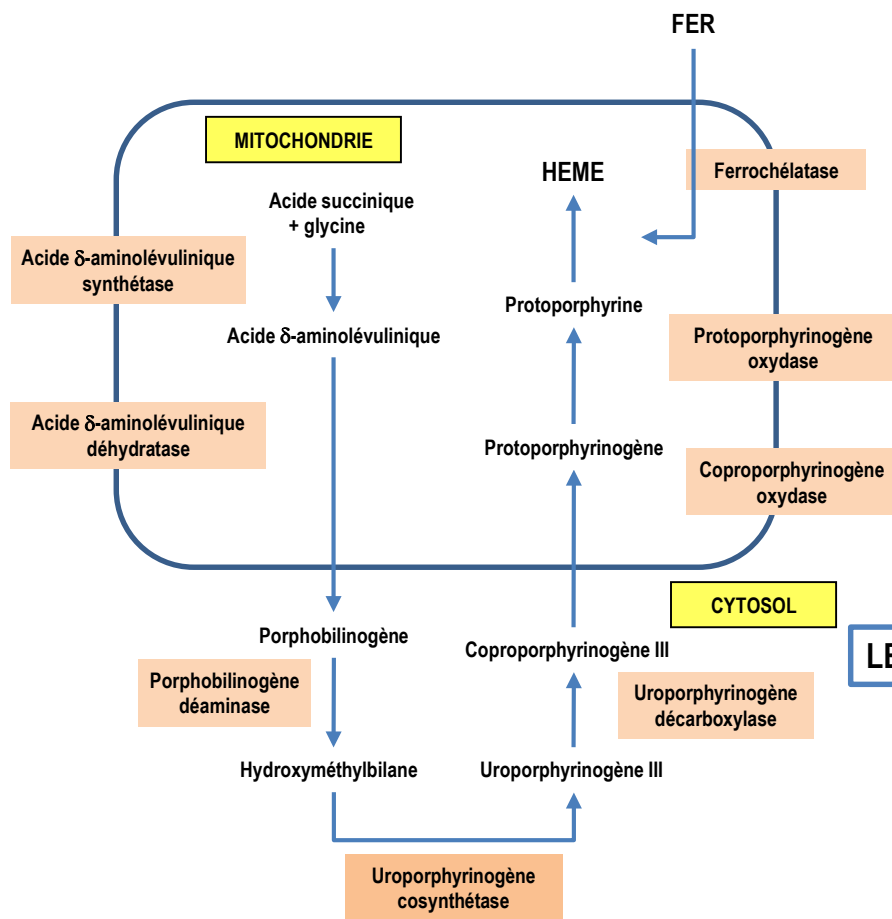 FER
MITOCHONDRIE
HEME
Ferrochélatase
Acide succinique
+ glycine
Acide δ-aminolévulinique
synthétase
Protoporphyrine
Acide δ-aminolévulinique
Protoporphyrinogène
oxydase
Acide δ-aminolévulinique
déhydratase
Protoporphyrinogène
Coproporphyrinogène
oxydase
CYTOSOL
Porphobilinogène
Coproporphyrinogène III
LE
Porphobilinogène
déaminase
Uroporphyrinogène
décarboxylase
Hydroxyméthylbilane
Uroporphyrinogène III
Uroporphyrinogène
cosynthétase